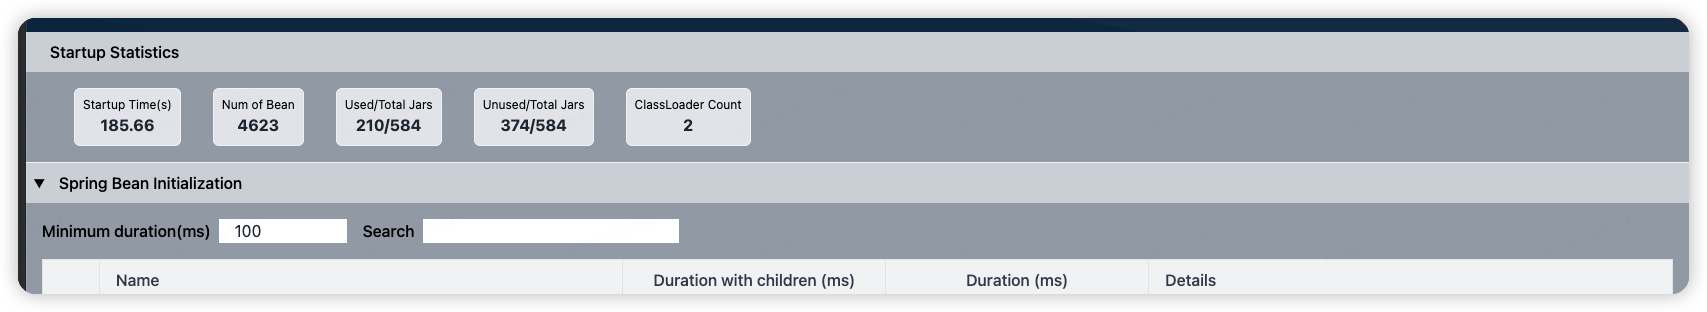 Startup Statistics
Startup Time(s) Num of Bean Used/Total Jars Unused/Total Jars ClassLoader Count
185.66 4623 210/584 374/584 2
▼ Spring Bean Initialization
Minimum duration(ms) 100 Search
Name Duration with children (ms) Duration (ms) Details